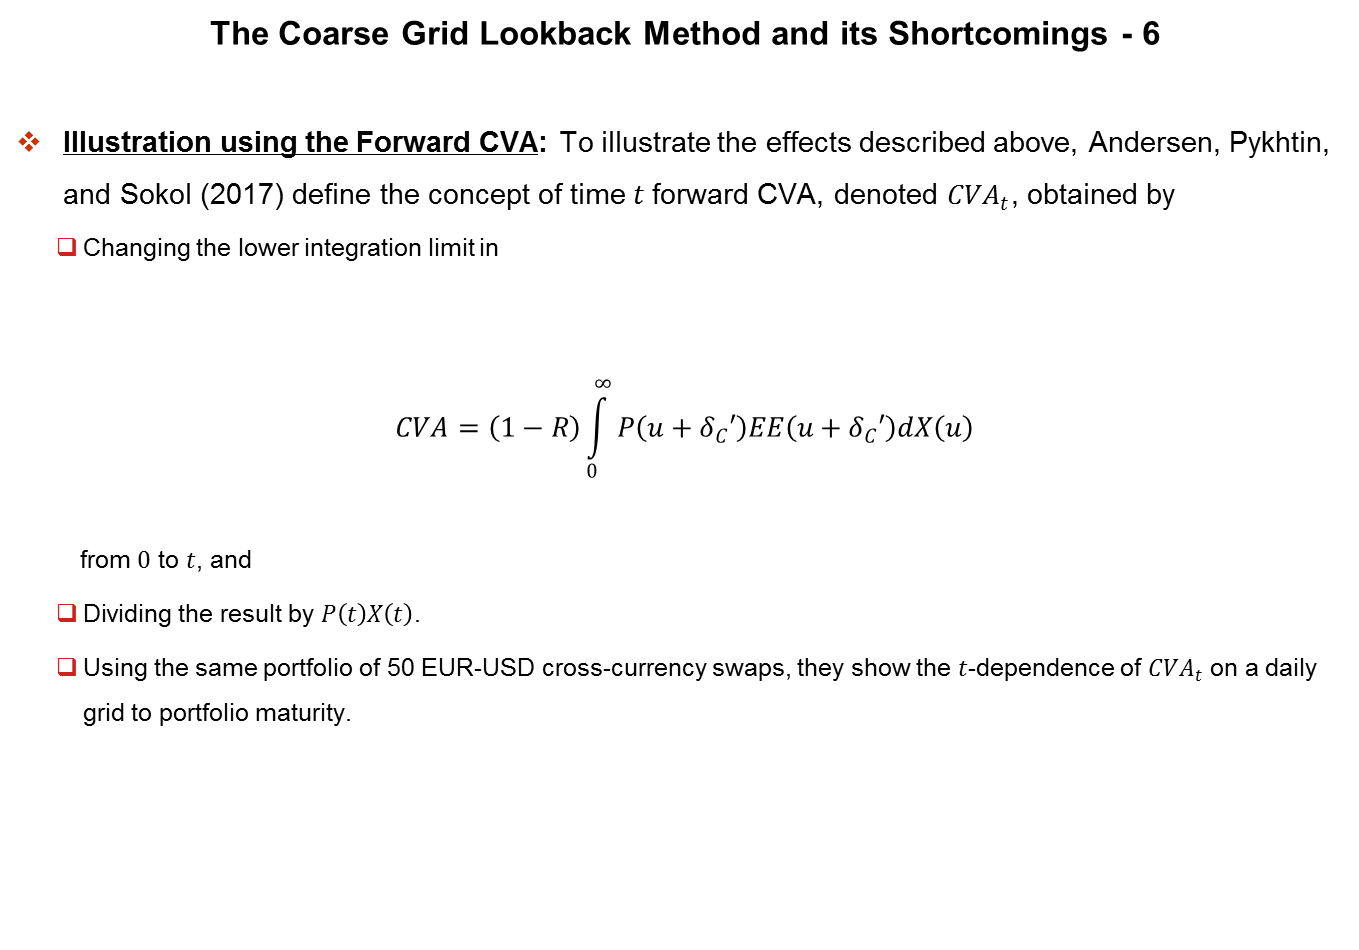 The Coarse Grid Lookback Method and its Shortcomings - 6
❖ Illustration using the Forward CVA: To illustrate the effects described above, Andersen, Pykhtin,
and Sokol (2017) define the concept of time t forward CVA, denoted CVAₜ, obtained by
❑ Changing the lower integration limit in
CVA = (1 − R) ∫₀^∞ P(u + δ_C′)EE(u + δ_C′)dX(u)
from 0 to t, and
❑ Dividing the result by P(t)X(t).
❑ Using the same portfolio of 50 EUR-USD cross-currency swaps, they show the t-dependence of CVAₜ on a daily
grid to portfolio maturity.